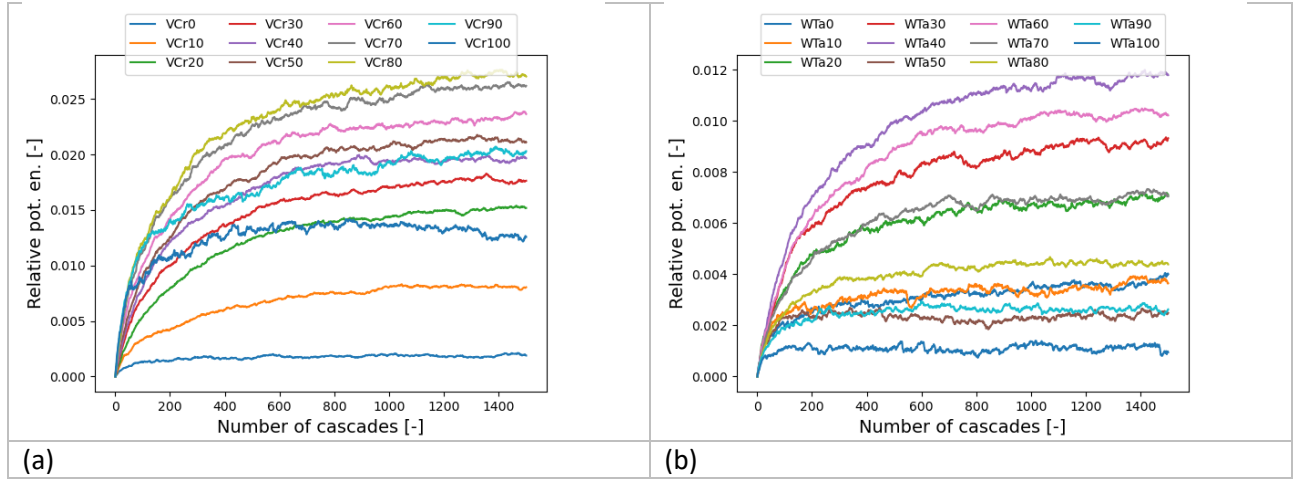 VCr0 VCr30 VCr60 VCr90
VCr10 VCr40 VCr70 VCr100
VCr20 VCr50 VCr80
0.025
0.020
0.015
0.010
0.005
0.000
Relative pot. en. [-]
0 200 400 600 800 1000 1200 1400
Number of cascades [-]
(a)
WTa0 WTa30 WTa60 WTa90
WTa10 WTa40 WTa70 WTa100
WTa20 WTa50 WTa80
0.012
0.010
0.008
0.006
0.004
0.002
0.000
Relative pot. en. [-]
0 200 400 600 800 1000 1200 1400
Number of cascades [-]
(b)